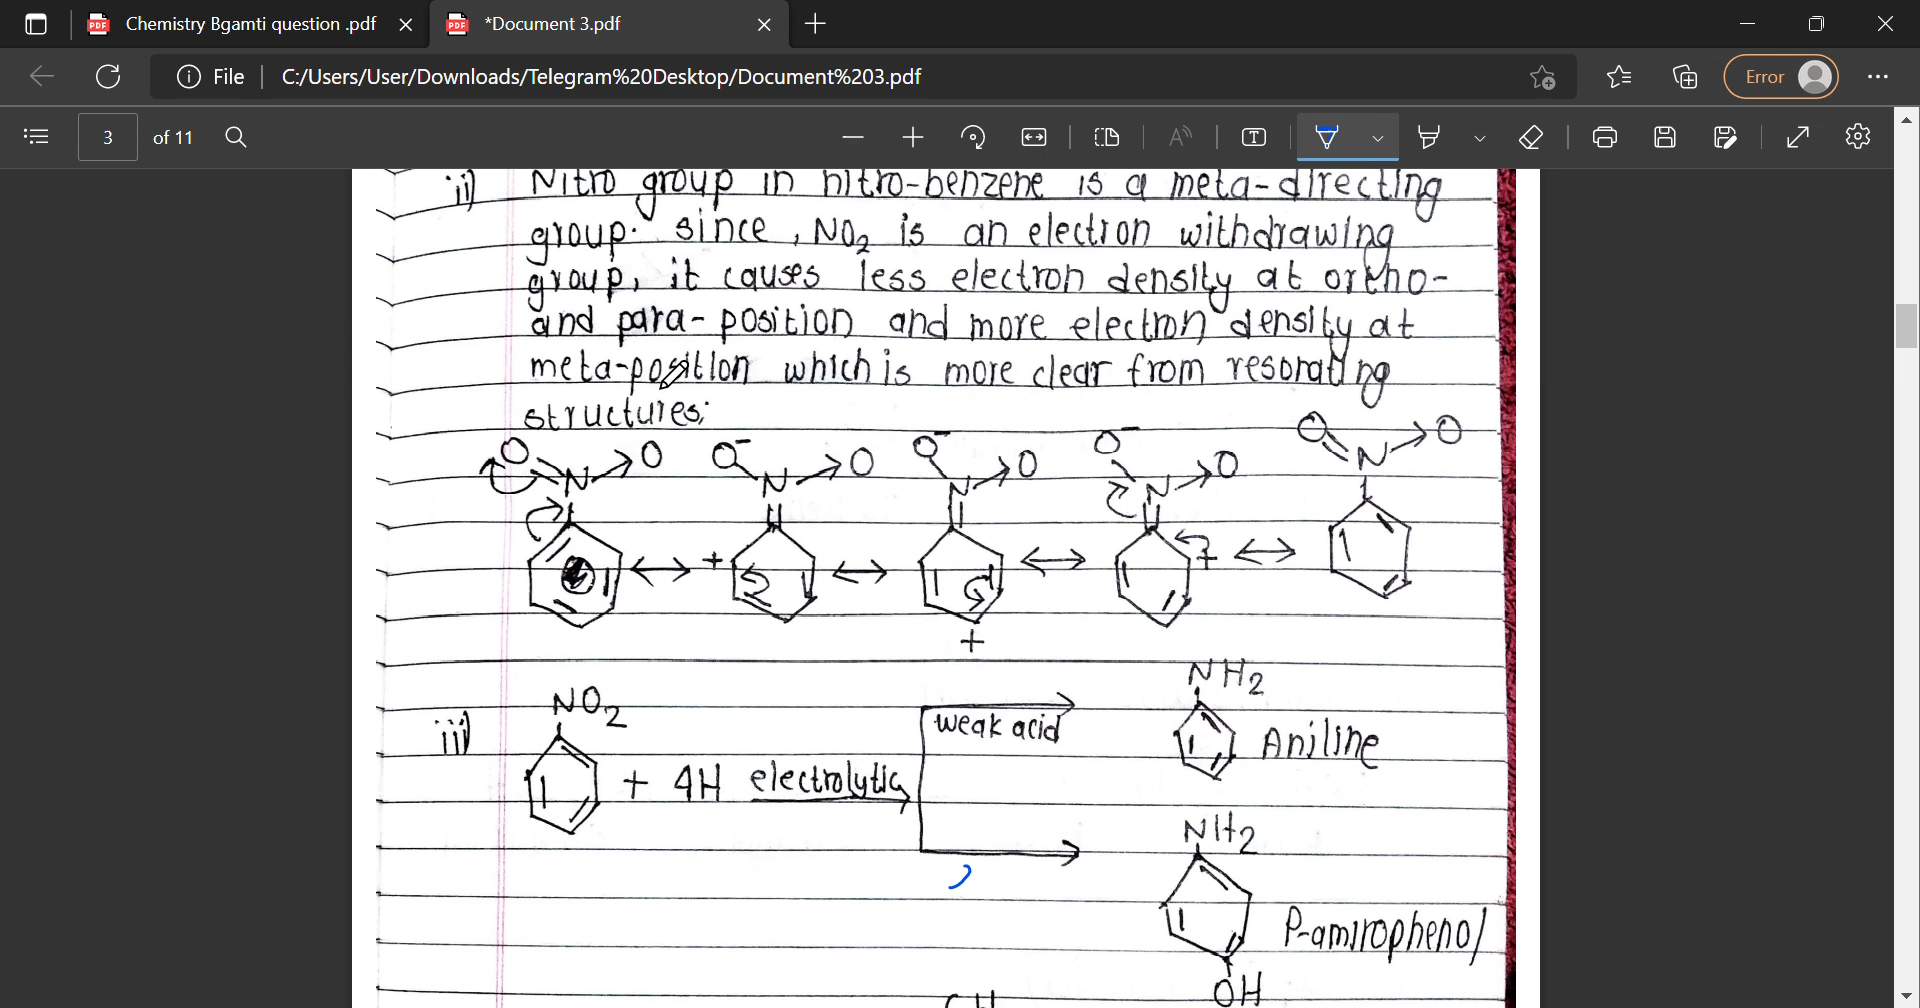 Chemistry Bgamti question .pdf
*Document 3.pdf
File
C:/Users/User/Downloads/Telegram%20Desktop/Document%203.pdf
Error
3 of 11
ii) Nitro group in nitro-benzene is a meta-directing
group. since, NO2 is an electron withdrawing
group, it causes less electron density at ortho-
and para-position and more electron density at
meta-position which is more clear from resonating
structures;
O N O O⁻ N O O⁻ N O O⁻ N O O N O
+ + +
iii) NO2 + 4H electrolytic
weak acid
NH2
Aniline
NH2
P-aminophenol
OH